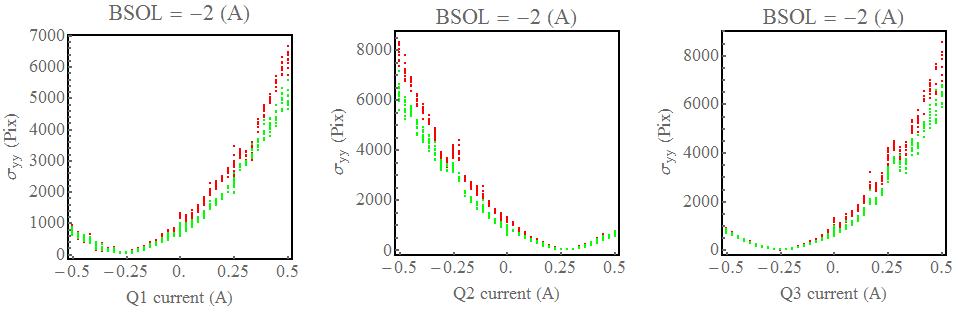 BSOL = −2 (A)
7000
6000
5000
4000
3000
2000
1000
0
σyy (Pix)
−0.5 −0.25 0. 0.25 0.5
Q1 current (A)
BSOL = −2 (A)
8000
6000
4000
2000
0
σyy (Pix)
−0.5 −0.25 0. 0.25 0.5
Q2 current (A)
BSOL = −2 (A)
8000
6000
4000
2000
0
σyy (Pix)
−0.5 −0.25 0. 0.25 0.5
Q3 current (A)